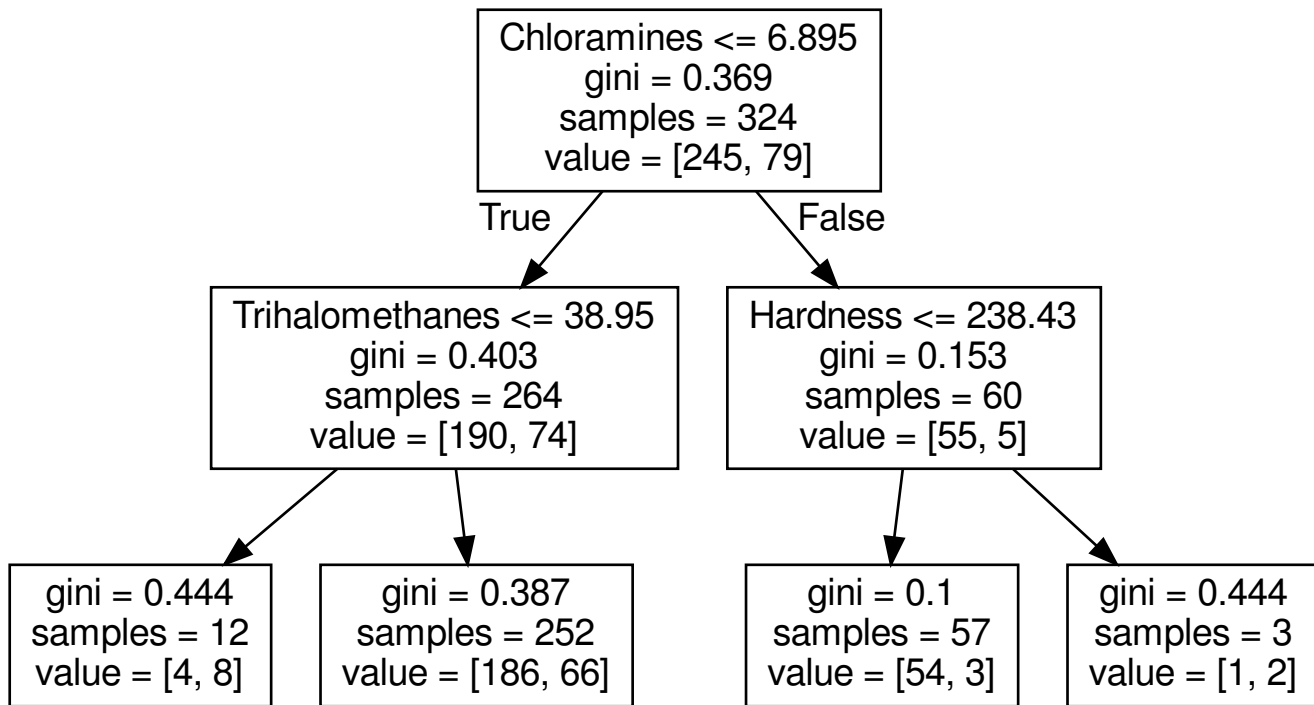 Chloramines <= 6.895
gini = 0.369
samples = 324
value = [245, 79]
True
False
Trihalomethanes <= 38.95
gini = 0.403
samples = 264
value = [190, 74]
Hardness <= 238.43
gini = 0.153
samples = 60
value = [55, 5]
gini = 0.444
samples = 12
value = [4, 8]
gini = 0.387
samples = 252
value = [186, 66]
gini = 0.1
samples = 57
value = [54, 3]
gini = 0.444
samples = 3
value = [1, 2]